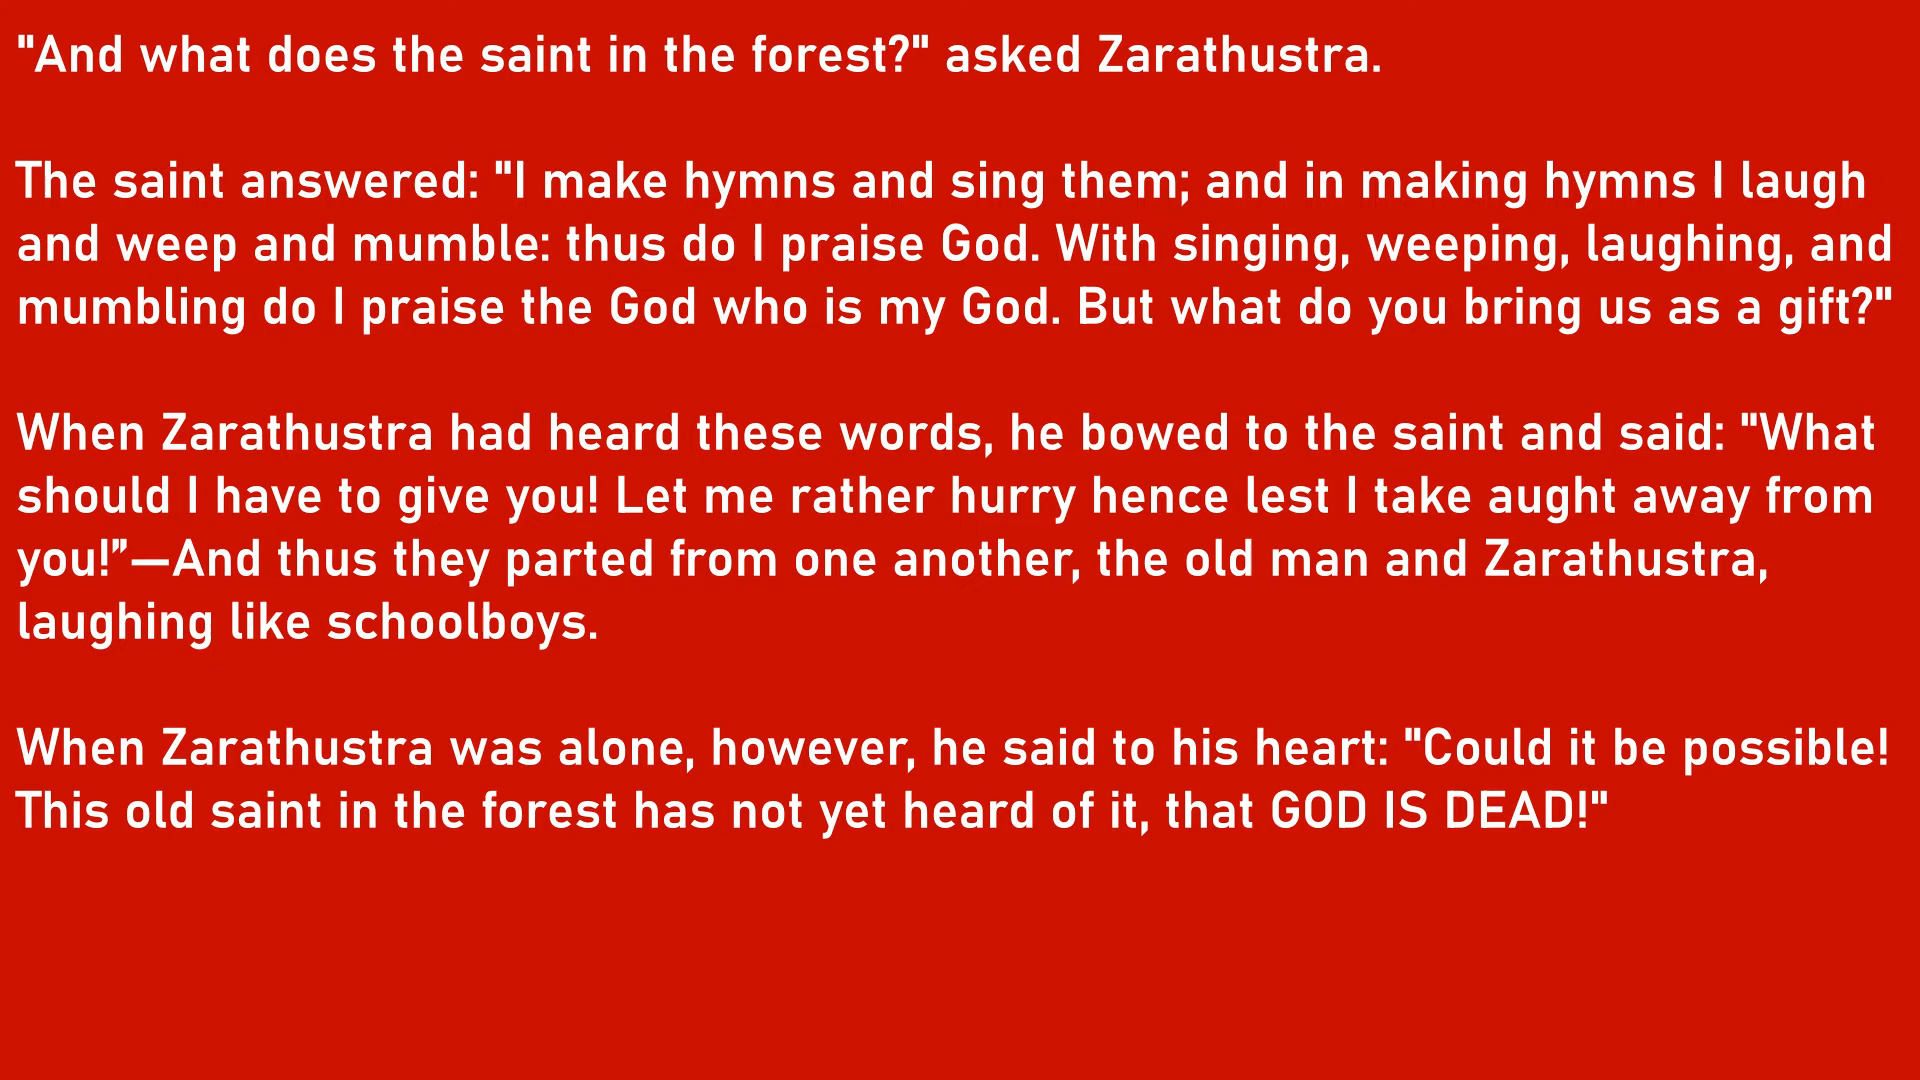 "And what does the saint in the forest?" asked Zarathustra.
The saint answered: "I make hymns and sing them; and in making hymns I laugh
and weep and mumble: thus do I praise God. With singing, weeping, laughing, and
mumbling do I praise the God who is my God. But what do you bring us as a gift?"
When Zarathustra had heard these words, he bowed to the saint and said: "What
should I have to give you! Let me rather hurry hence lest I take aught away from
you!”—And thus they parted from one another, the old man and Zarathustra,
laughing like schoolboys.
When Zarathustra was alone, however, he said to his heart: "Could it be possible!
This old saint in the forest has not yet heard of it, that GOD IS DEAD!"